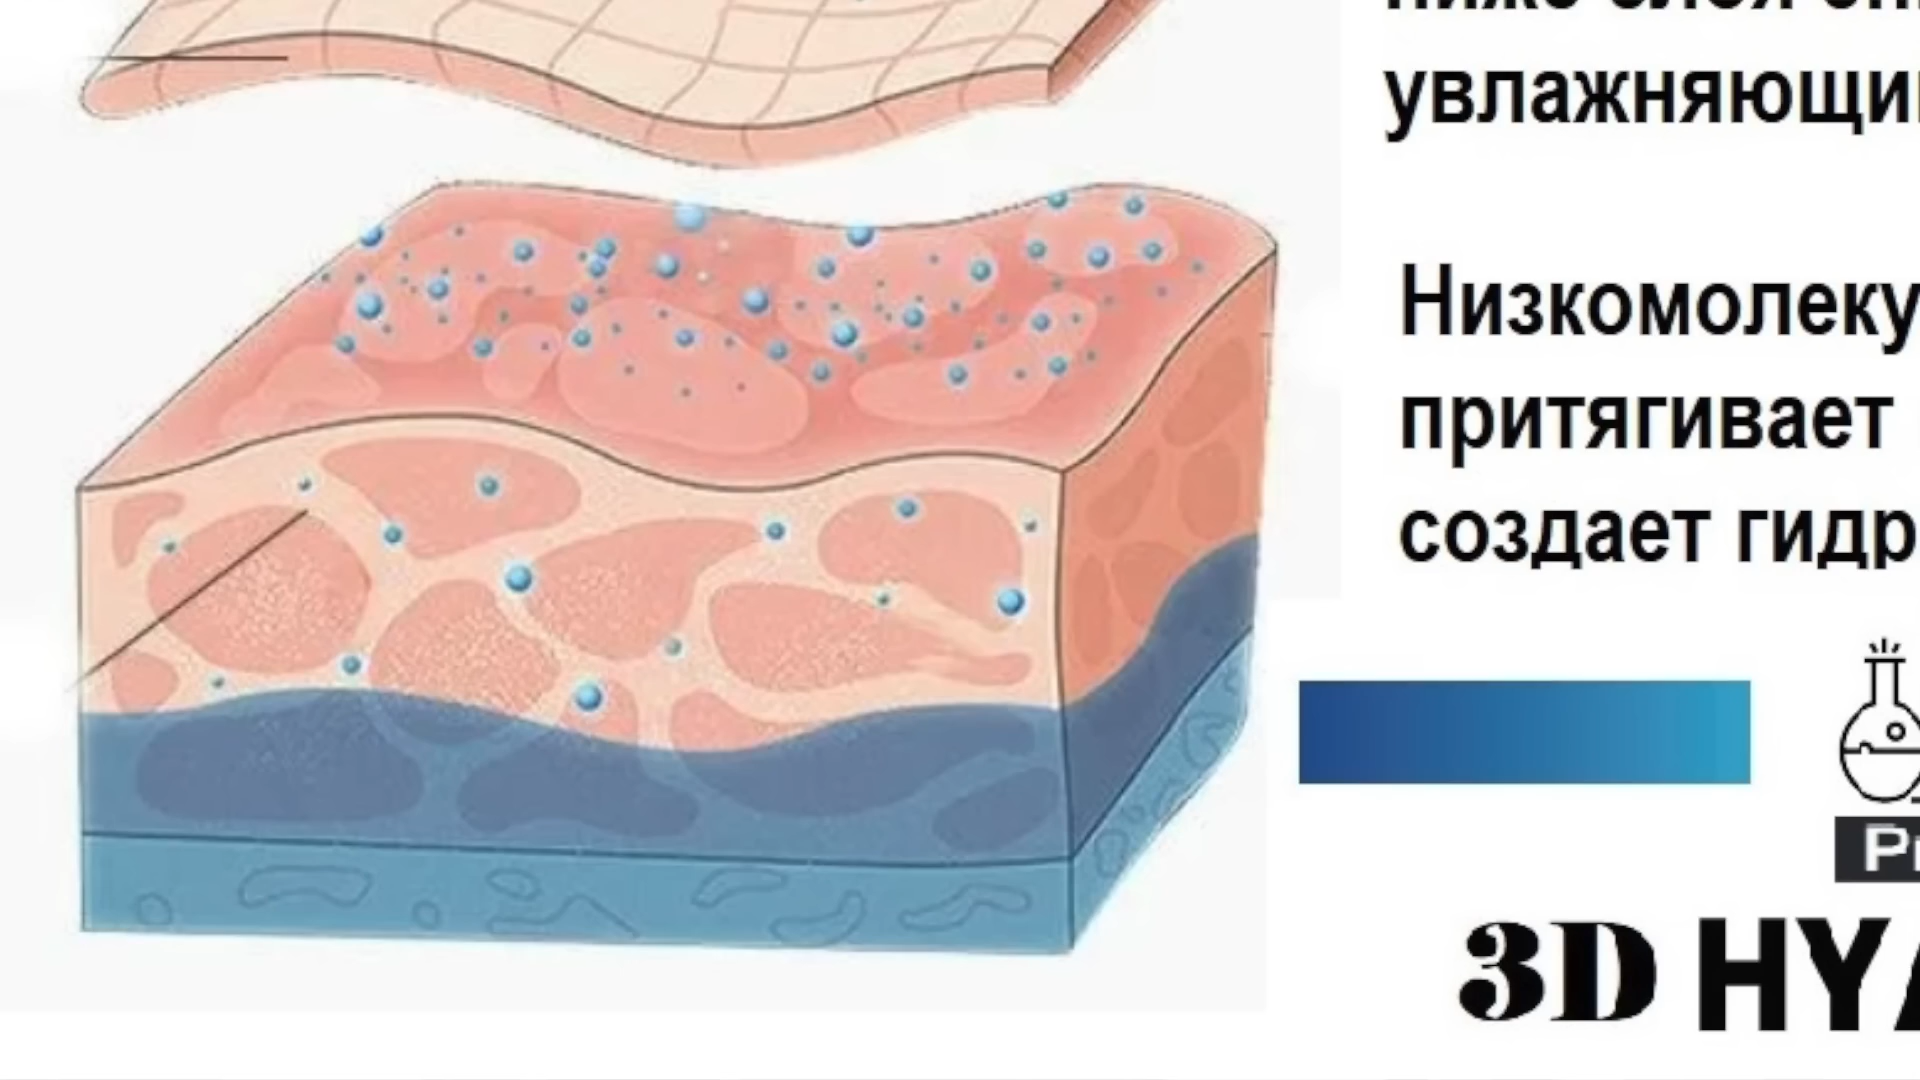 увлажняющи
Низкомолеку
притягивает
создает гидр
3D HY